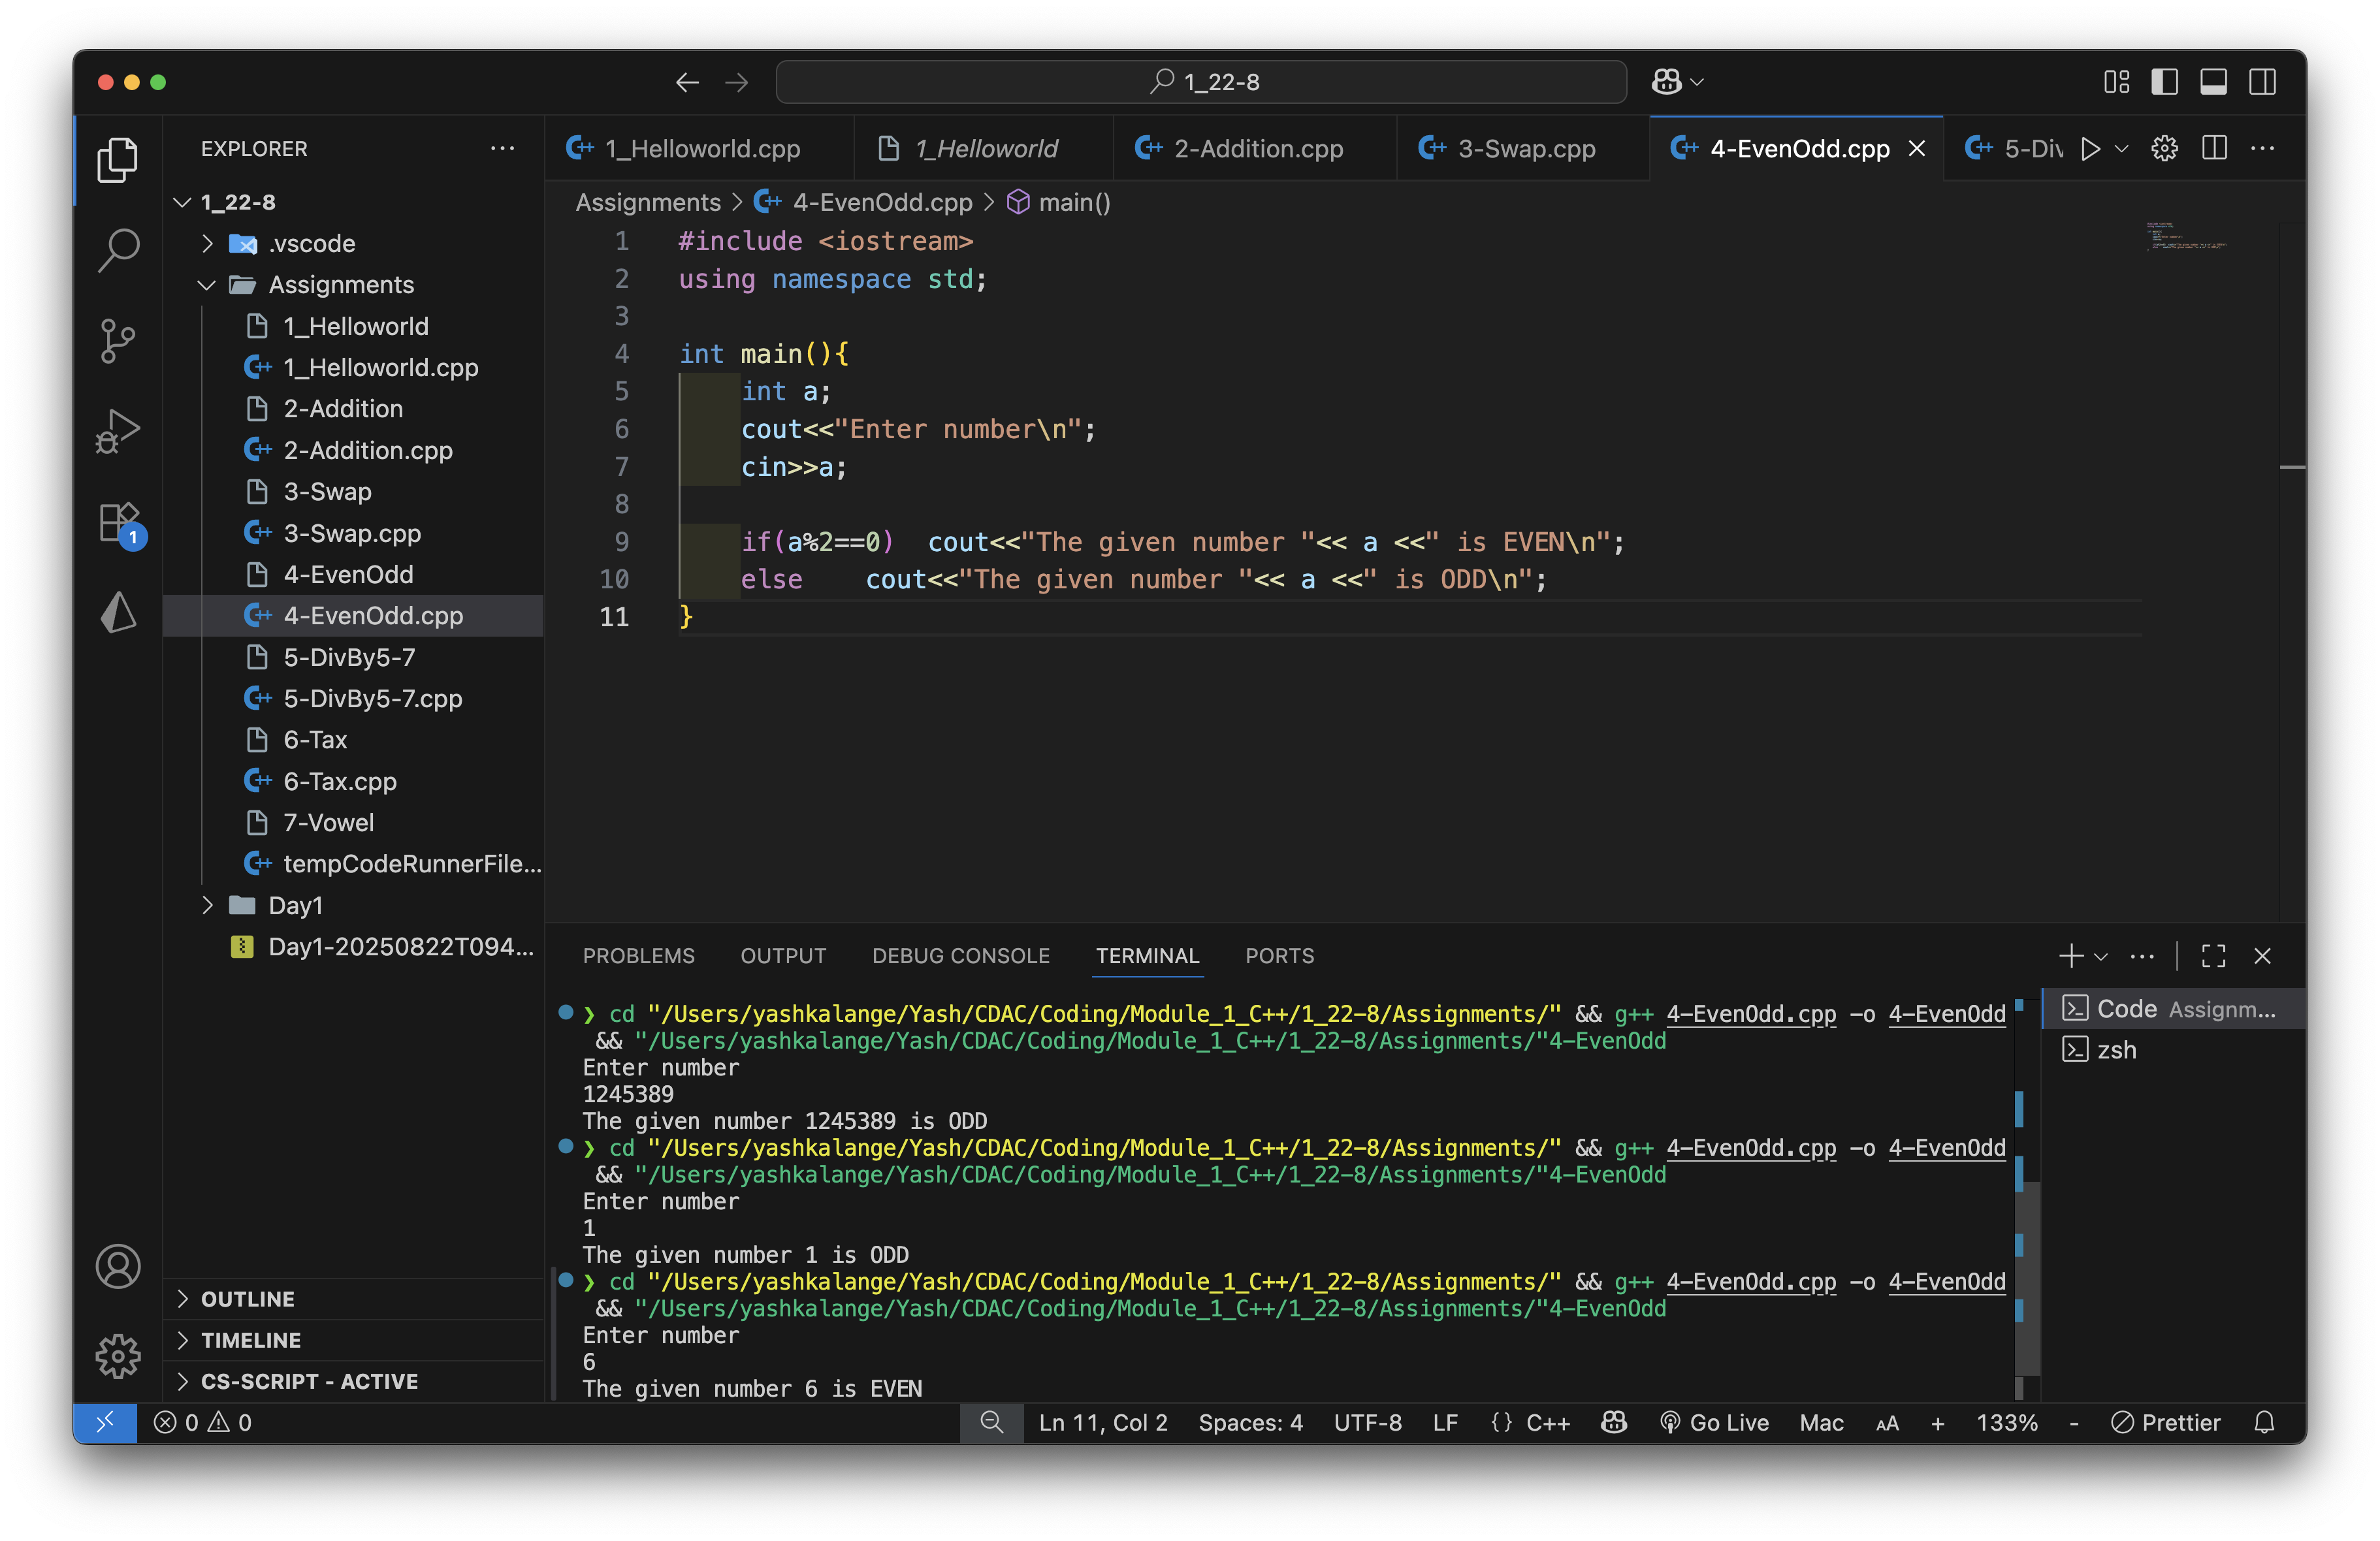 1_22-8
EXPLORER
1_Helloworld.cpp
1_Helloworld
2-Addition.cpp
3-Swap.cpp
4-EvenOdd.cpp
5-Div
1_22-8
.vscode
Assignments
1_Helloworld
1_Helloworld.cpp
2-Addition
2-Addition.cpp
3-Swap
3-Swap.cpp
4-EvenOdd
4-EvenOdd.cpp
5-DivBy5-7
5-DivBy5-7.cpp
6-Tax
6-Tax.cpp
7-Vowel
tempCodeRunnerFile...
Day1
Day1-20250822T094...
OUTLINE
TIMELINE
CS-SCRIPT - ACTIVE
1
Assignments > 4-EvenOdd.cpp > main()
1 #include <iostream>
2 using namespace std;
3
4 int main(){
5     int a;
6     cout<<"Enter number\n";
7     cin>>a;
8
9     if(a%2==0)  cout<<"The given number "<< a <<" is EVEN\n";
10     else    cout<<"The given number "<< a <<" is ODD\n";
11 }
PROBLEMS OUTPUT DEBUG CONSOLE TERMINAL PORTS
❯ cd "/Users/yashkalange/Yash/CDAC/Coding/Module_1_C++/1_22-8/Assignments/" && g++ 4-EvenOdd.cpp -o 4-EvenOdd
&& "/Users/yashkalange/Yash/CDAC/Coding/Module_1_C++/1_22-8/Assignments/"4-EvenOdd
Enter number
1245389
The given number 1245389 is ODD
❯ cd "/Users/yashkalange/Yash/CDAC/Coding/Module_1_C++/1_22-8/Assignments/" && g++ 4-EvenOdd.cpp -o 4-EvenOdd
&& "/Users/yashkalange/Yash/CDAC/Coding/Module_1_C++/1_22-8/Assignments/"4-EvenOdd
Enter number
1
The given number 1 is ODD
❯ cd "/Users/yashkalange/Yash/CDAC/Coding/Module_1_C++/1_22-8/Assignments/" && g++ 4-EvenOdd.cpp -o 4-EvenOdd
&& "/Users/yashkalange/Yash/CDAC/Coding/Module_1_C++/1_22-8/Assignments/"4-EvenOdd
Enter number
6
The given number 6 is EVEN
Code Assignm...
zsh
0 0
Ln 11, Col 2 Spaces: 4 UTF-8 LF {} C++ Go Live Mac AA + 133% - Prettier